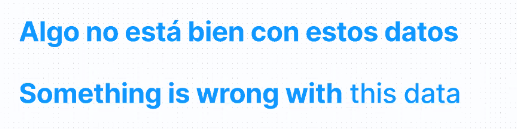 Algo no está bien con estos datos
Something is wrong with this data